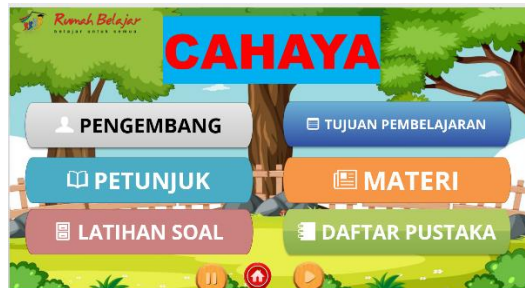 Rumah Belajar
belajar untuk semua
CAHAYA
PENGEMBANG
TUJUAN PEMBELAJARAN
PETUNJUK
MATERI
LATIHAN SOAL
DAFTAR PUSTAKA